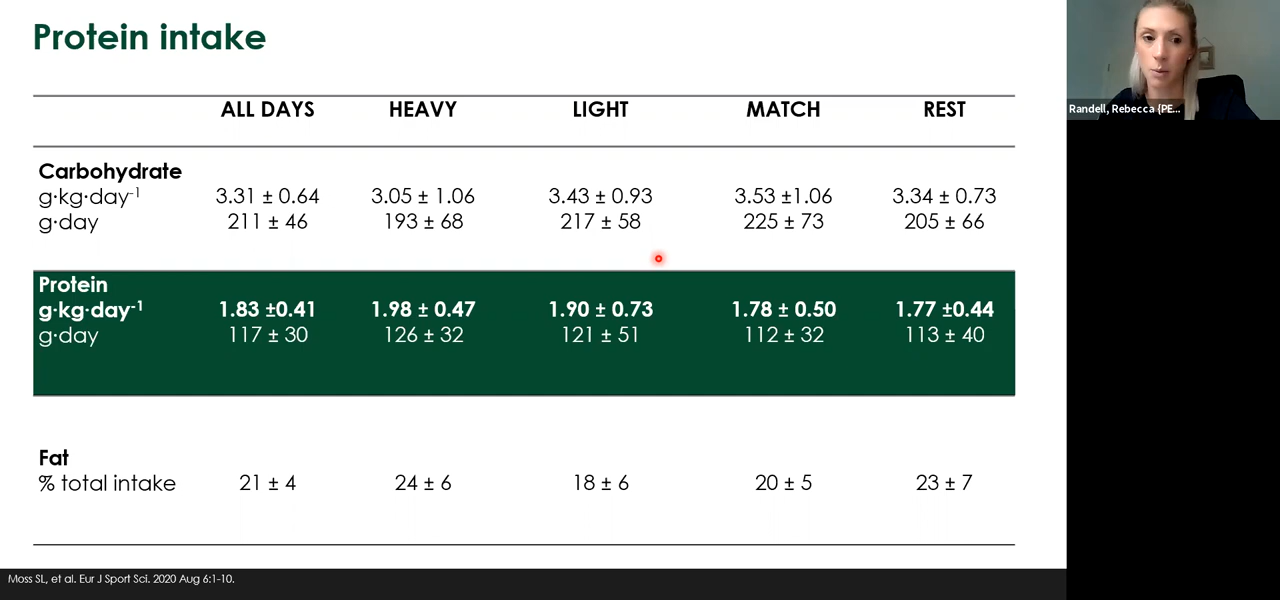 Protein intake
ALL DAYS HEAVY LIGHT MATCH REST
Carbohydrate
g·kg·day-1 3.31 ± 0.64 3.05 ± 1.06 3.43 ± 0.93 3.53 ±1.06 3.34 ± 0.73
g·day 211 ± 46 193 ± 68 217 ± 58 225 ± 73 205 ± 66
Protein
g·kg·day-1 1.83 ±0.41 1.98 ± 0.47 1.90 ± 0.73 1.78 ± 0.50 1.77 ±0.44
g·day 117 ± 30 126 ± 32 121 ± 51 112 ± 32 113 ± 40
Fat
% total intake 21 ± 4 24 ± 6 18 ± 6 20 ± 5 23 ± 7
Moss SL, et al. Eur J Sport Sci. 2020 Aug 6:1-10.
Randell, Rebecca {PE...